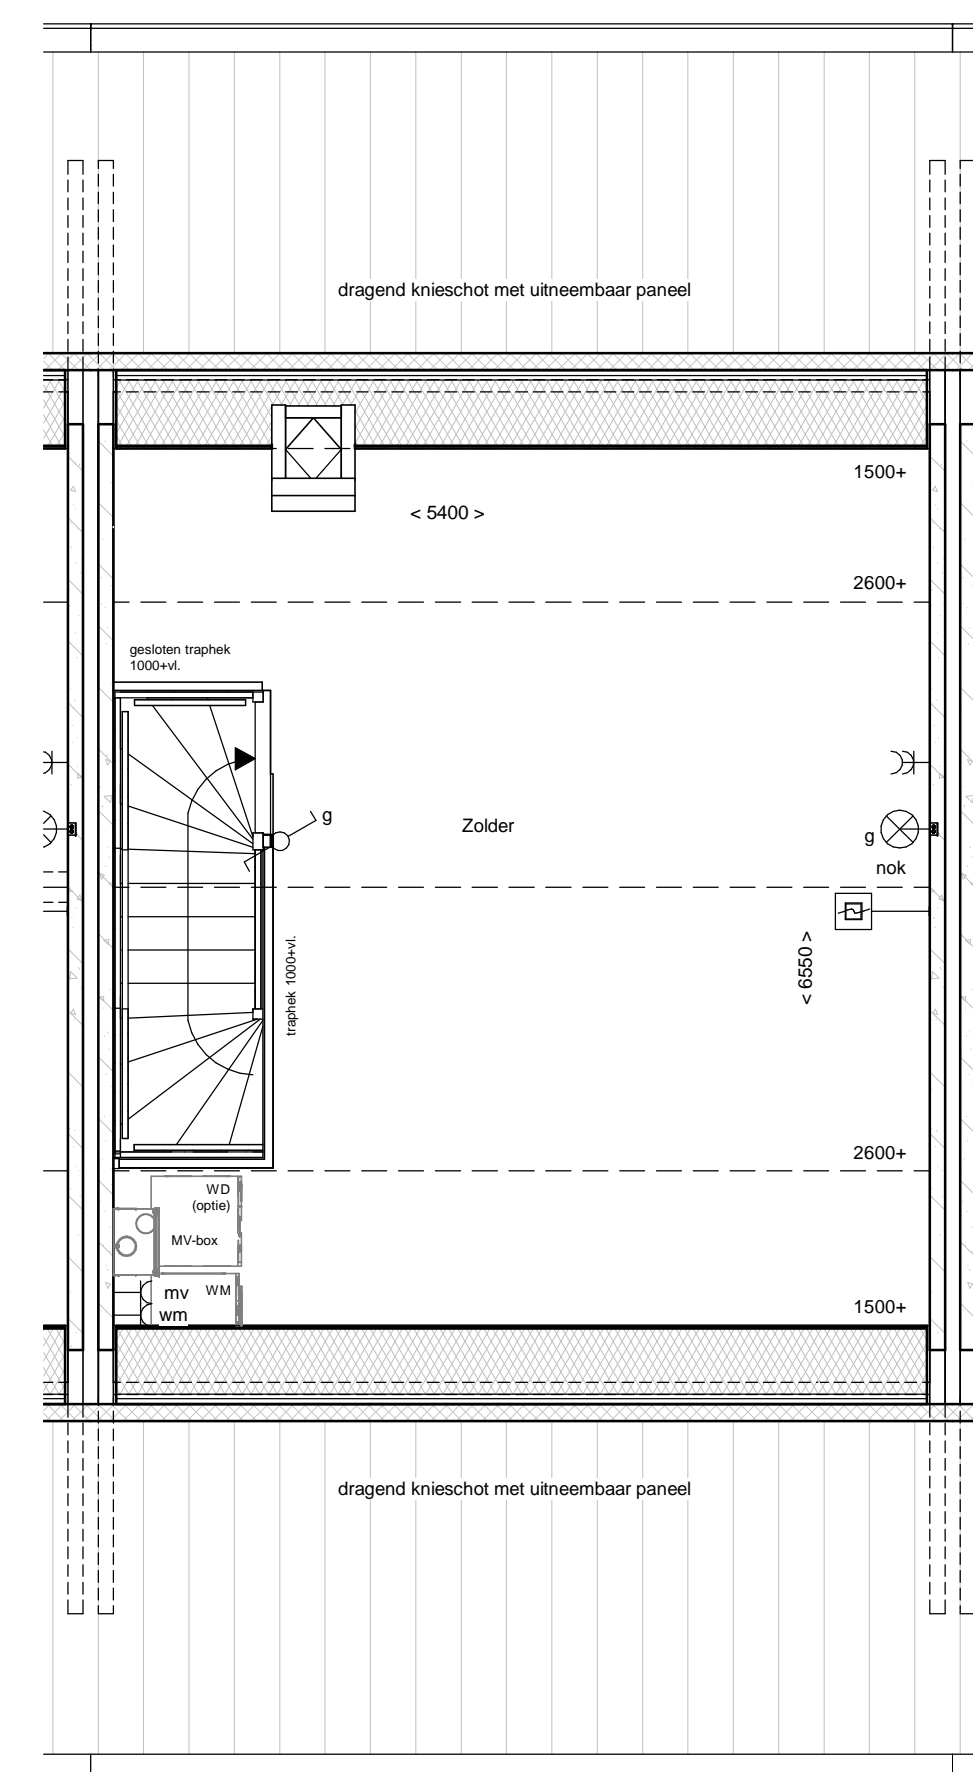 dragend knieschot met uitneembaar paneel
1500+
< 5400 >
2600+
gesloten traphek
1000+vl.
g
Zolder
g
nok
traphek 1000+vl.
< 6550 >
2600+
WD
(optie)
MV-box
mv
WM
wm
1500+
dragend knieschot met uitneembaar paneel